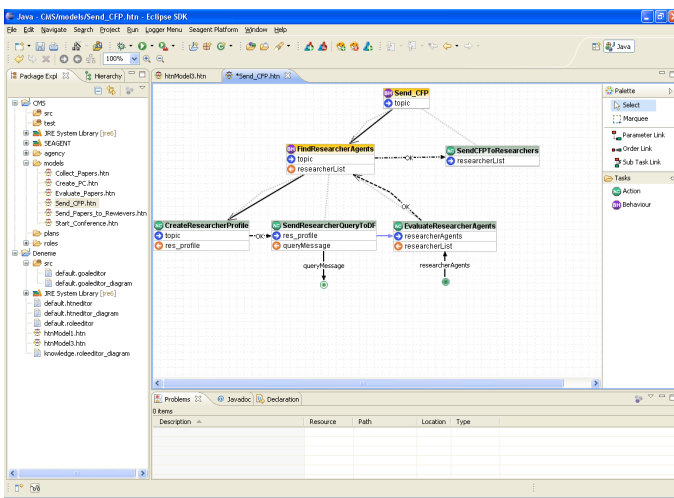 Java - CMS/models/Send_CFP.htn - Eclipse SDK
File Edit Navigate Search Project Run Logger Menu Seagent Platform Window Help
Java
100%
Package Expl
Hierarchy
htnModel3.htn
*Send_CFP.htn
CMS
src
test
JRE System Library [jre6]
SEAGENT
agency
models
Collect_Papers.htn
Create_PC.htn
Evaluate_Papers.htn
Send_CFP.htn
Send_Papers_to_Rewievers.htn
Start_Conference.htn
plans
roles
Deneme
src
default.goaleditor
default.goaleditor_diagram
JRE System Library [jre6]
default.htneditor
default.htneditor_diagram
default.roleeditor
htnModel1.htn
htnModel3.htn
knowledge.roleeditor_diagram
BH Send_CFP
topic
BH FindResearcherAgents
topic
researcherList
OK
SendCFPToResearchers
researcherList
OK
CreateResearcherProfile
topic
res_profile
OK
SendResearcherQueryToDF
res_profile
queryMessage
EvaluateResearcherAgents
researcherAgents
researcherList
queryMessage
researcherAgents
Palette
Select
Marquee
Parameter Link
Order Link
Sub Task Link
Tasks
Action
BH Behaviour
Problems
Javadoc
Declaration
0 items
Description Resource Path Location Type